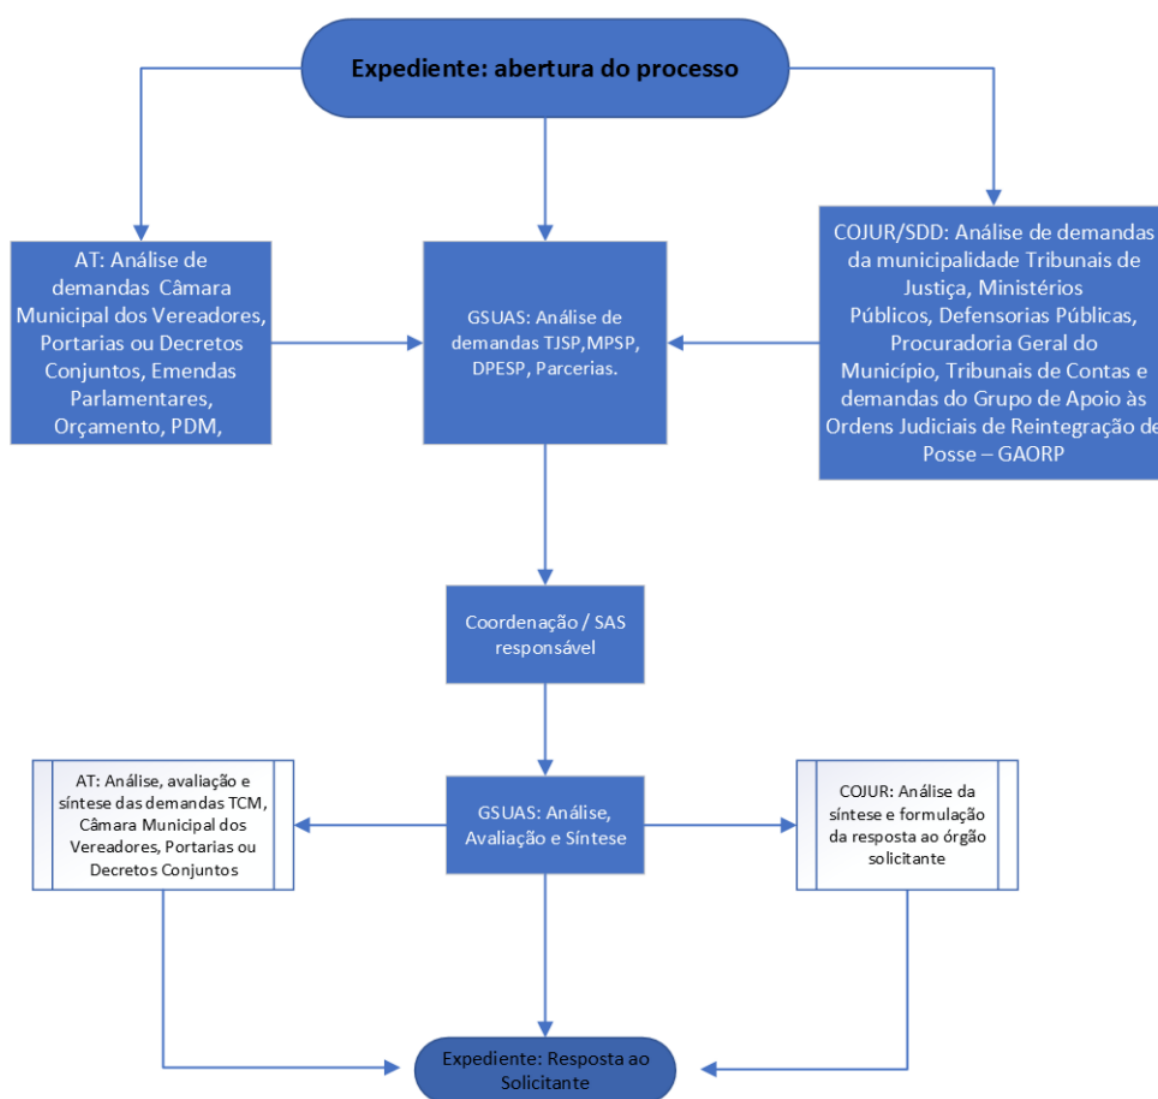 Expediente: abertura do processo
AT: Análise de
demandas Câmara
Municipal dos Vereadores,
Portarias ou Decretos
Conjuntos, Emendas
Parlamentares,
Orçamento, PDM,
GSUAS: Análise de
demandas TJSP,MPSP,
DPESP, Parcerias.
COJUR/SDD: Análise de demandas
da municipalidade Tribunais de
Justiça, Ministérios
Públicos, Defensorias Públicas,
Procuradoria Geral do
Município, Tribunais de Contas e
demandas do Grupo de Apoio às
Ordens Judiciais de Reintegração de
Posse – GAORP
Coordenação / SAS
responsável
AT: Análise, avaliação e
síntese das demandas TCM,
Câmara Municipal dos
Vereadores, Portarias ou
Decretos Conjuntos
GSUAS: Análise,
Avaliação e Síntese
COJUR: Análise da
síntese e formulação
da resposta ao órgão
solicitante
Expediente: Resposta ao
Solicitante